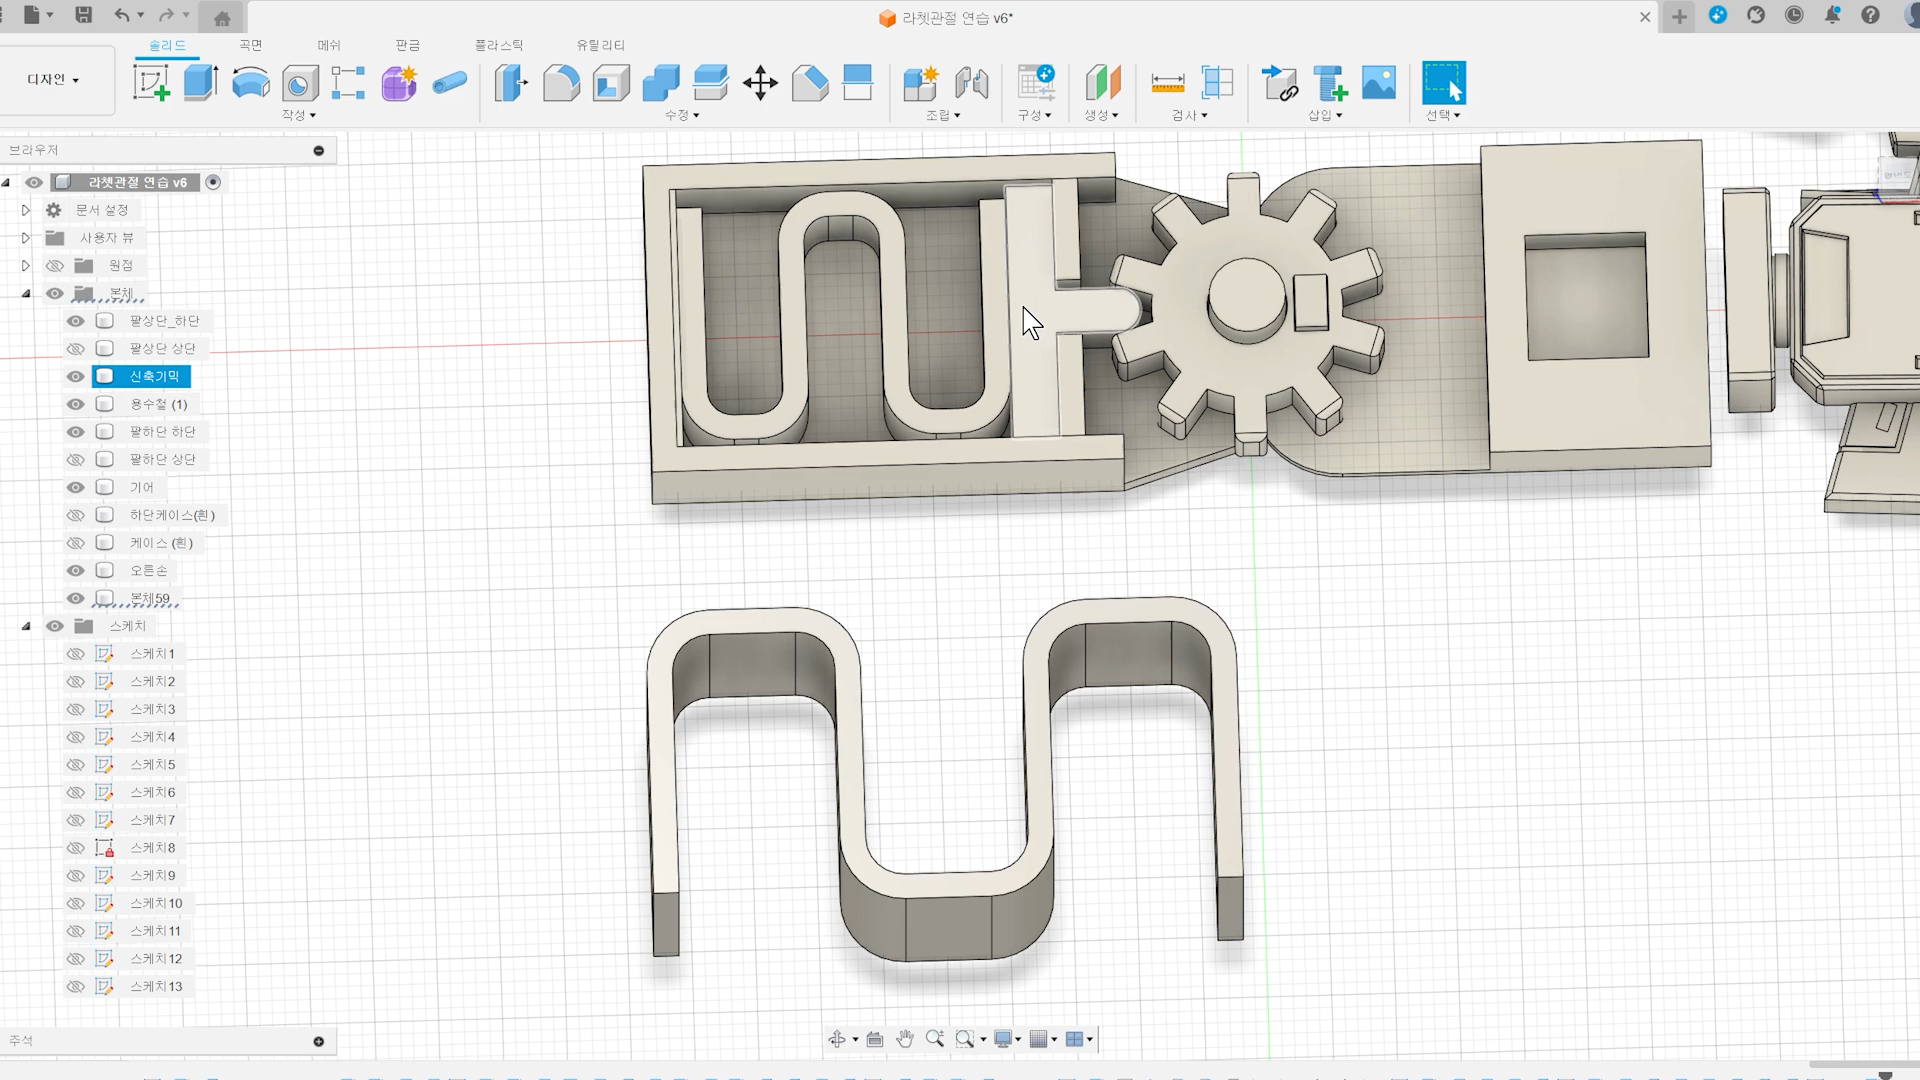 라쳇관절 연습 v6*
솔리드 곡면 메쉬 판금 플라스틱 유틸리티
디자인
작성 수정 조립 구성 생성 검사 삽입 선택
브라우저
라쳇관절 연습 v6
문서 설정
사용자 뷰
원점
본체
팔상단_하단
팔상단 상단
신축기믹
용수철 (1)
팔하단 하단
팔하단 상단
기어
하단케이스(흰)
케이스 (흰)
오른손
본체59
스케치
스케치1
스케치2
스케치3
스케치4
스케치5
스케치6
스케치7
스케치8
스케치9
스케치10
스케치11
스케치12
스케치13
주석